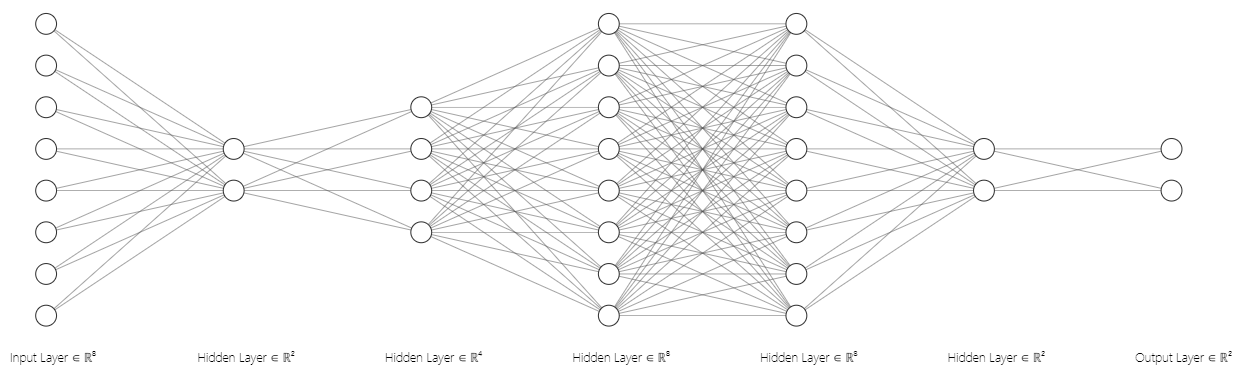 Input Layer ∈ ℝ⁸
Hidden Layer ∈ ℝ²
Hidden Layer ∈ ℝ⁴
Hidden Layer ∈ ℝ⁸
Hidden Layer ∈ ℝ⁸
Hidden Layer ∈ ℝ²
Output Layer ∈ ℝ²